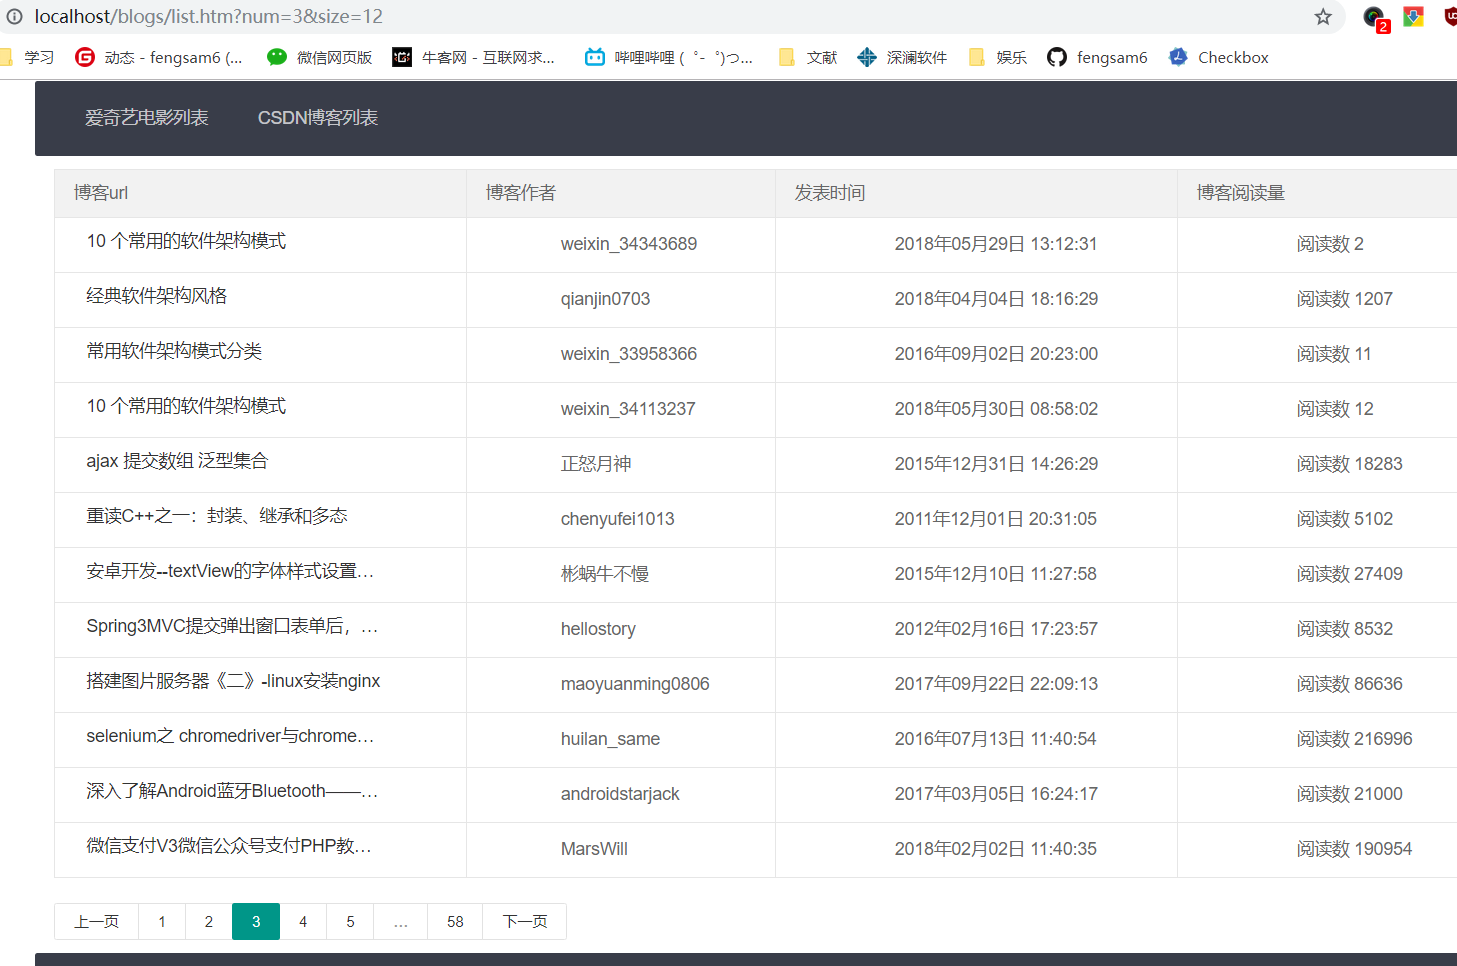 localhost/blogs/list.htm?num=3&size=12
2
学习 动态 - fengsam6 (... 微信网页版 牛客网 - 互联网求... 哔哩哔哩 ( ゜- ゜)つ... 文献 深澜软件 娱乐 fengsam6 Checkbox
爱奇艺电影列表 CSDN博客列表
博客url 博客作者 发表时间 博客阅读量
10 个常用的软件架构模式 weixin_34343689 2018年05月29日 13:12:31 阅读数 2
经典软件架构风格 qianjin0703 2018年04月04日 18:16:29 阅读数 1207
常用软件架构模式分类 weixin_33958366 2016年09月02日 20:23:00 阅读数 11
10 个常用的软件架构模式 weixin_34113237 2018年05月30日 08:58:02 阅读数 12
ajax 提交数组 泛型集合 正怒月神 2015年12月31日 14:26:29 阅读数 18283
重读C++之一：封装、继承和多态 chenyufei1013 2011年12月01日 20:31:05 阅读数 5102
安卓开发--textView的字体样式设置... 彬蜗牛不慢 2015年12月10日 11:27:58 阅读数 27409
Spring3MVC提交弹出窗口表单后，... hellostory 2012年02月16日 17:23:57 阅读数 8532
搭建图片服务器《二》-linux安装nginx maoyuanming0806 2017年09月22日 22:09:13 阅读数 86636
selenium之 chromedriver与chrome... huilan_same 2016年07月13日 11:40:54 阅读数 216996
深入了解Android蓝牙Bluetooth——... androidstarjack 2017年03月05日 16:24:17 阅读数 21000
微信支付V3微信公众号支付PHP教... MarsWill 2018年02月02日 11:40:35 阅读数 190954
上一页 1 2 3 4 5 ... 58 下一页